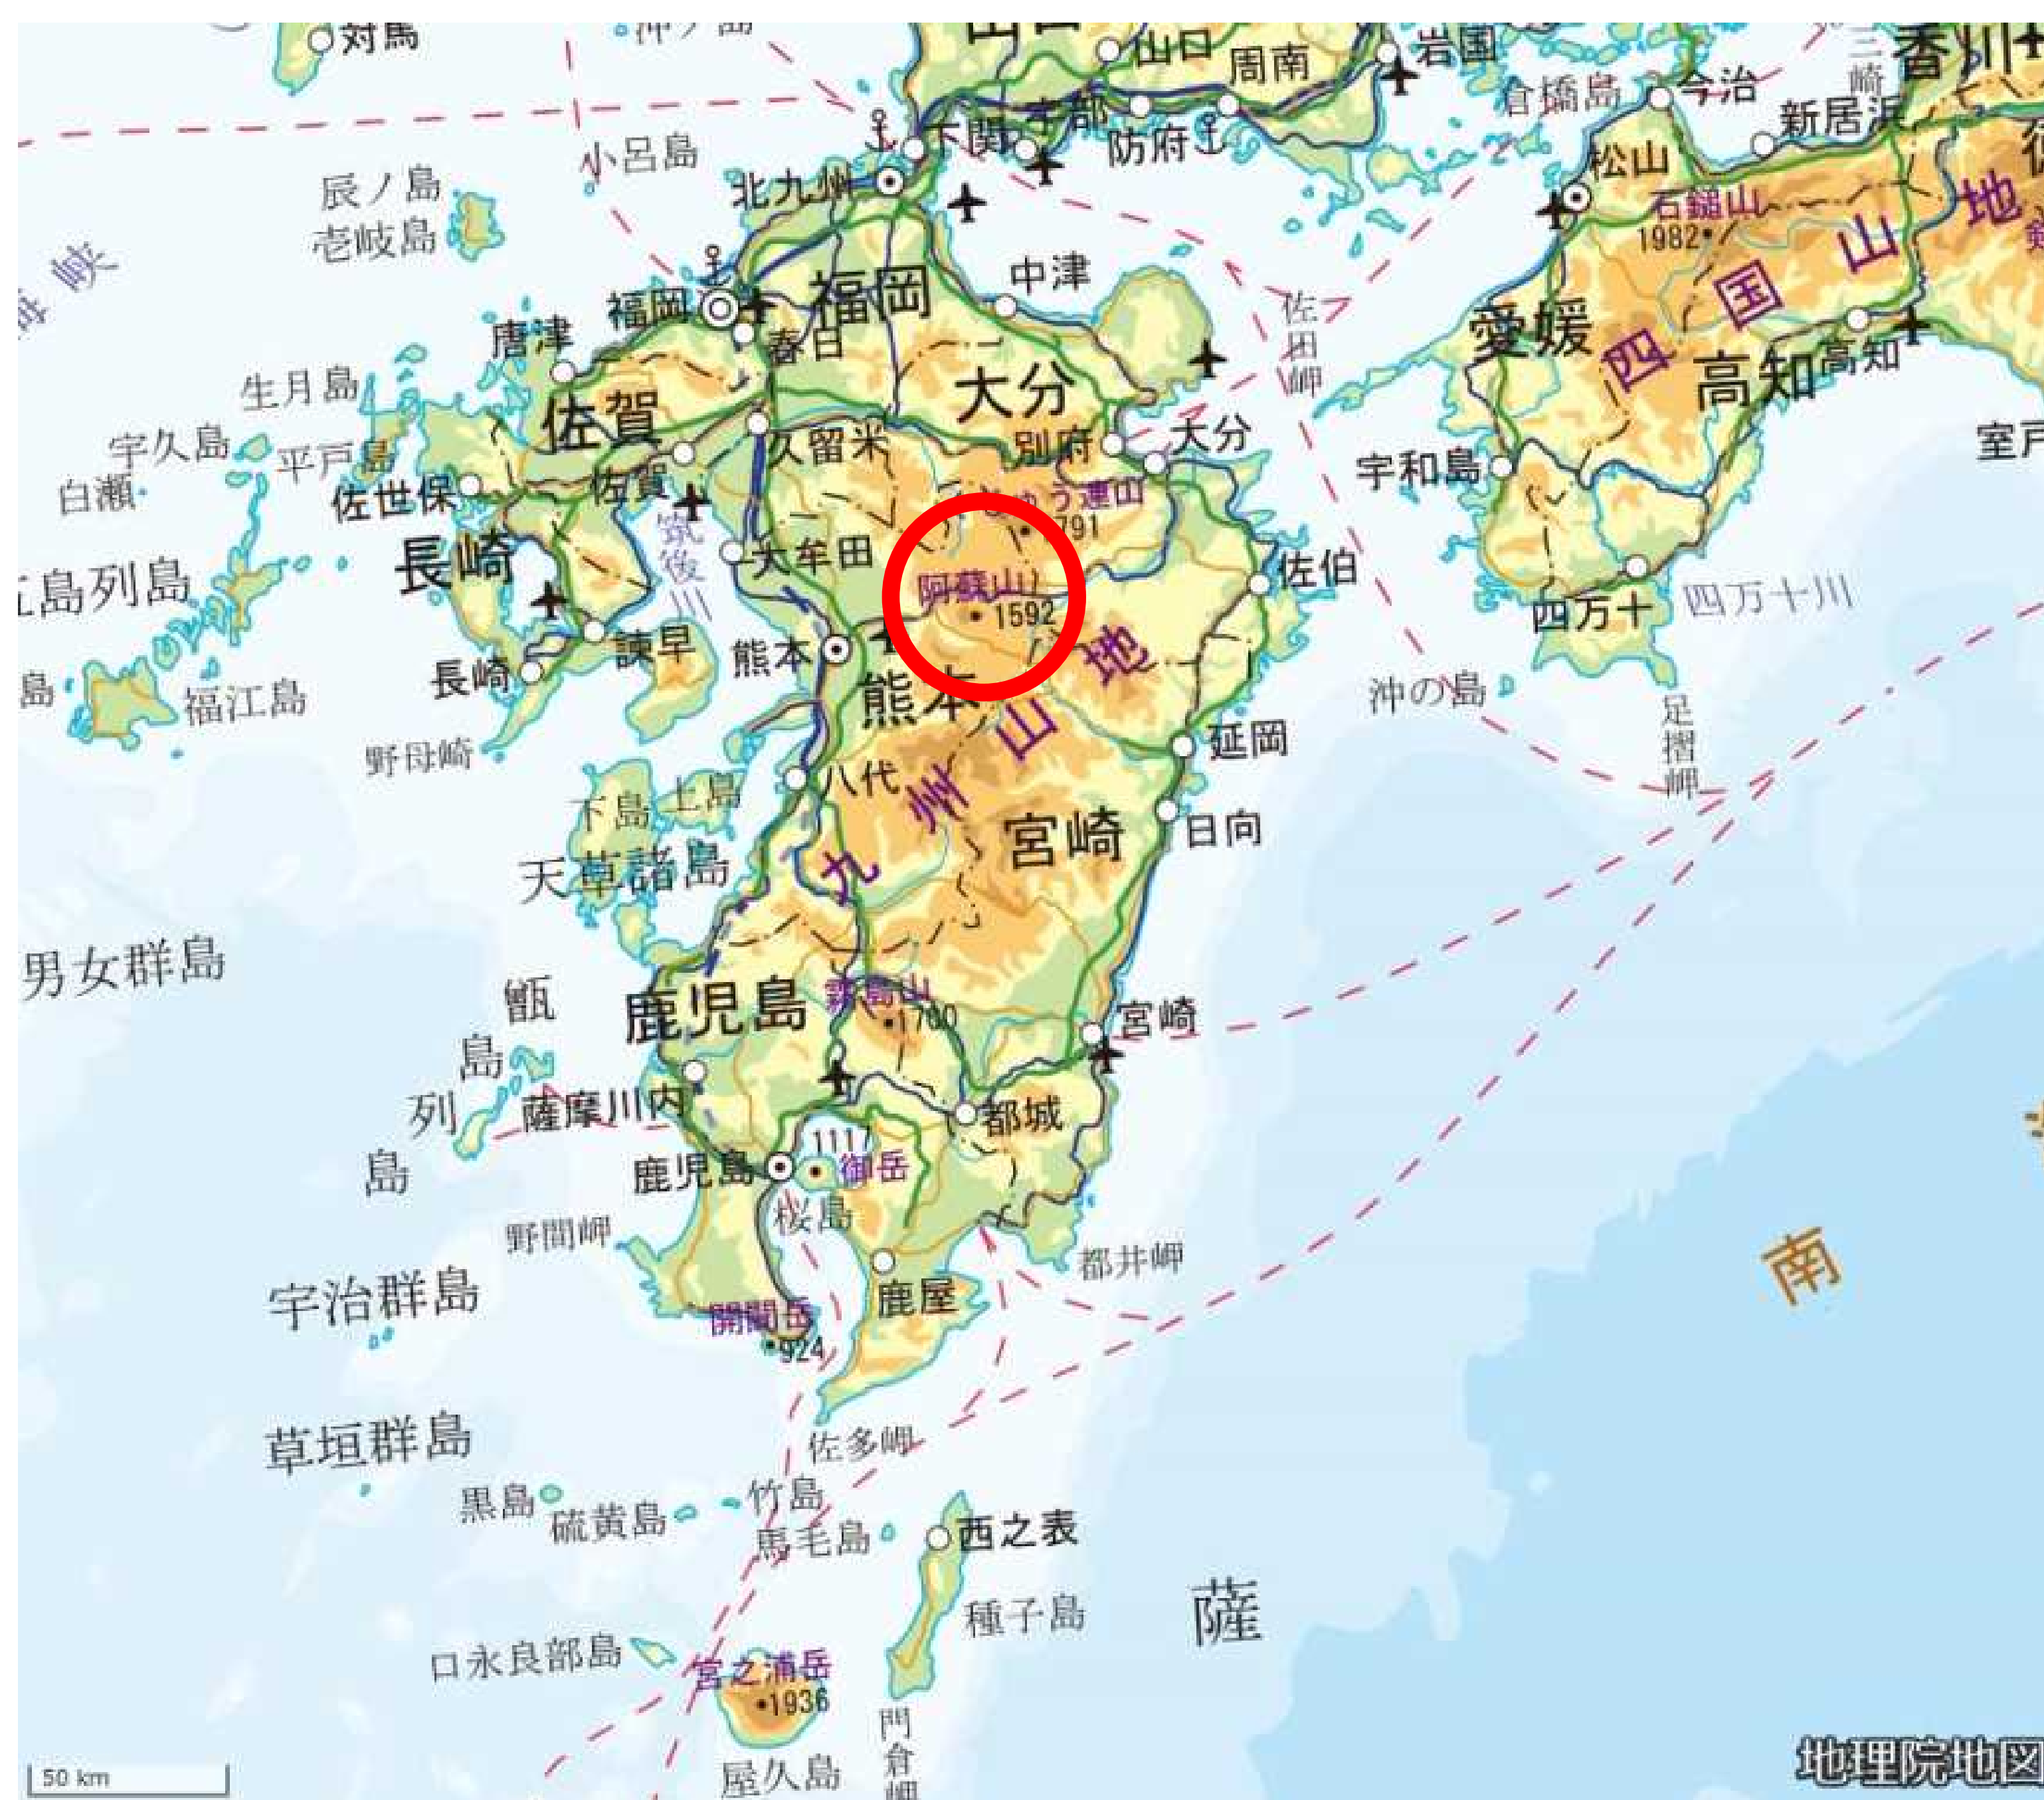 対馬
沖ノ島
山口
周南
岩国
三崎
香川
倉橋島
今治
新居浜
宇部
下関
防府
小呂島
辰ノ島
壱岐島
北九州
松山
石鎚山
1982
四国山地
海峡
福岡
福岡
中津
春日
唐津
佐田岬
愛媛
高知
高知
生月島
佐賀
大分
宇久島
平戸島
久留米
別府
大分
室戸
白瀬
佐世保
佐賀
宇和島
じゅう連山
791
筑後川
長崎
大牟田
佐伯
阿蘇山
1592
島列島
四万十
四万十川
諫早
熊本
長崎
熊本
沖の島
島
福江島
足摺岬
野母崎
延岡
九州山地
八代
上島
下島
日向
宮崎
天草諸島
男女群島
甑島列島
鹿児島
霧島山
1700
宮崎
薩摩川内
都城
1117
御岳
鹿児島
桜島
野間岬
都井岬
南
宇治群島
鹿屋
開聞岳
924
草垣群島
佐多岬
黒島
硫黄島
竹島
馬毛島
西之表
種子島
薩
口永良部島
宮之浦岳
1936
門倉岬
屋久島
50 km
地理院地図